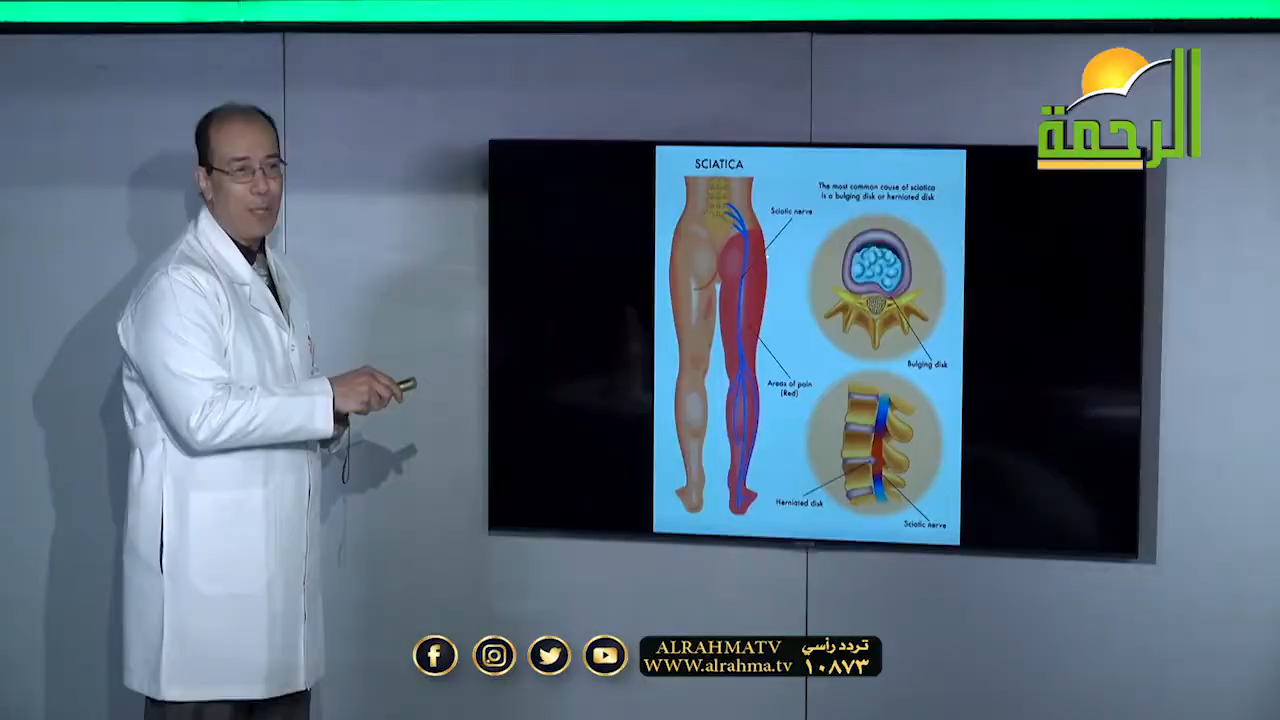 الرحمة
SCIATICA
The most common cause of sciatica
is a bulging disk or herniated disk
Sciatic nerve
Bulging disk
Areas of pain
(Red)
Herniated disk
Sciatic nerve
ALRAHMATV
WWW.alrahma.tv
تردد رأسي
١٠٨٧٣